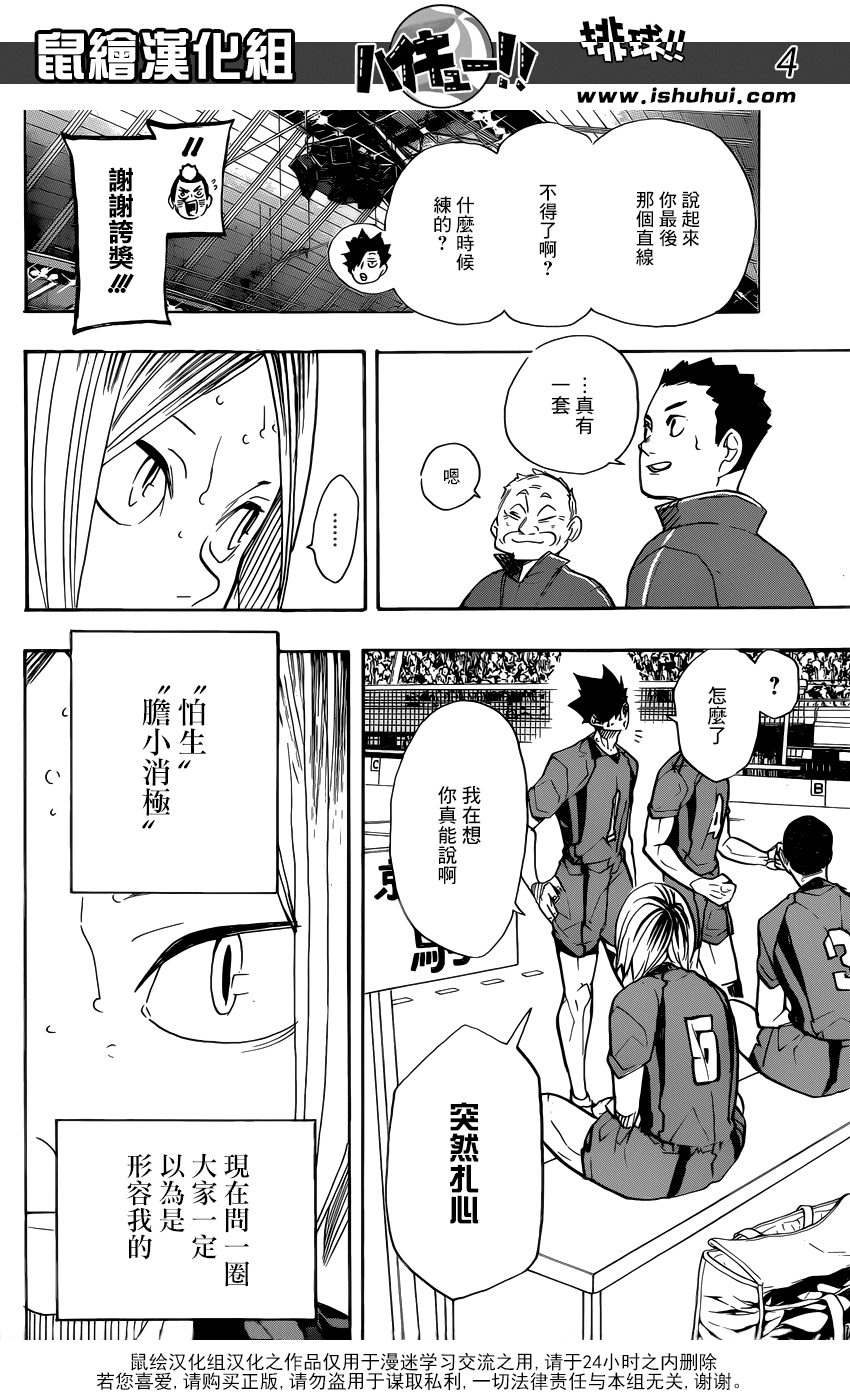 鼠繪漢化組
ハイキュー!!
排球!!
4
www.ishuhui.com
說起來
你最後
那個直線
不得了啊?
什麼時候
練的?
謝謝誇獎!!!
…真有
一套
嗯
……
?
怎麼了
我在想
你真能說啊
突然扎心
1
4
3
5
C
B
京
駒
"怕生"
"膽小消極"
現在問一圈
大家一定
以為是
形容我的
鼠绘汉化组汉化之作品仅用于漫迷学习交流之用, 请于24小时之内删除
若您喜爱, 请购买正版, 请勿盗用于谋取私利, 一切法律责任与本组无关, 谢谢。